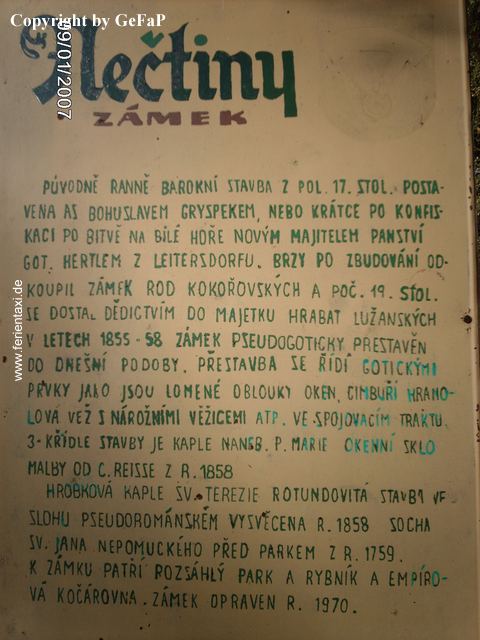 Copyright by GeFaP
09/01/2007
www.ferientaxi.de
Nečtiny
ZÁMEK
PŮVODNĚ RANNĚ BAROKNÍ STAVBA Z POL. 17. STOL. POSTA-
VENA AS BOHUSLAVEM GRYSPEKEM, NEBO KRÁTCE PO KONFIS-
KACI PO BITVĚ NA BÍLÉ HOŘE NOVÝM MAJITELEM PANSTVÍ
GOT. HERTLEM Z LEITERSDORFU. BRZY PO ZBUDOVÁNÍ OD-
KOUPIL ZÁMEK ROD KOKOŘOVSKÝCH A POČ. 19. STOL.
SE DOSTAL DĚDICTVÍM DO MAJETKU HRABAT LUŽANSKÝCH
V LETECH 1855-58 ZÁMEK PSEUDOGOTICKY PŘESTAVĚN
DO DNEŠNÍ PODOBY. PŘESTAVBA SE ŘÍDÍ GOTICKÝMI
PRVKY JAKO JSOU LOMENÉ OBLOUKY OKEN, CIMBUŘÍ HRANO-
LOVÁ VEŽ S NÁROŽNÍMI VĚŽICEMI ATP. VE SPOJOVACÍM TRAKTU
3-KŘÍDLE STAVBY JE KAPLE NANEB. P. MARIE OKENNÍ SKLO
MALBY OD C. REISSE Z R. 1858
HROBKOVÁ KAPLE SV. TEREZIE ROTUNDOVITÁ STAVBA VE
SLOHU PSEUDOROMÁNSKÉM VYSVĚCENA R. 1858 SOCHA
SV. JANA NEPOMUCKÉHO PŘED PARKEM Z R. 1759.
K ZÁMKU PATŘÍ ROZSÁHLÝ PARK A RYBNÍK A EMPÍRO-
VÁ KOČÁROVNA. ZÁMEK OPRAVEN R. 1970.